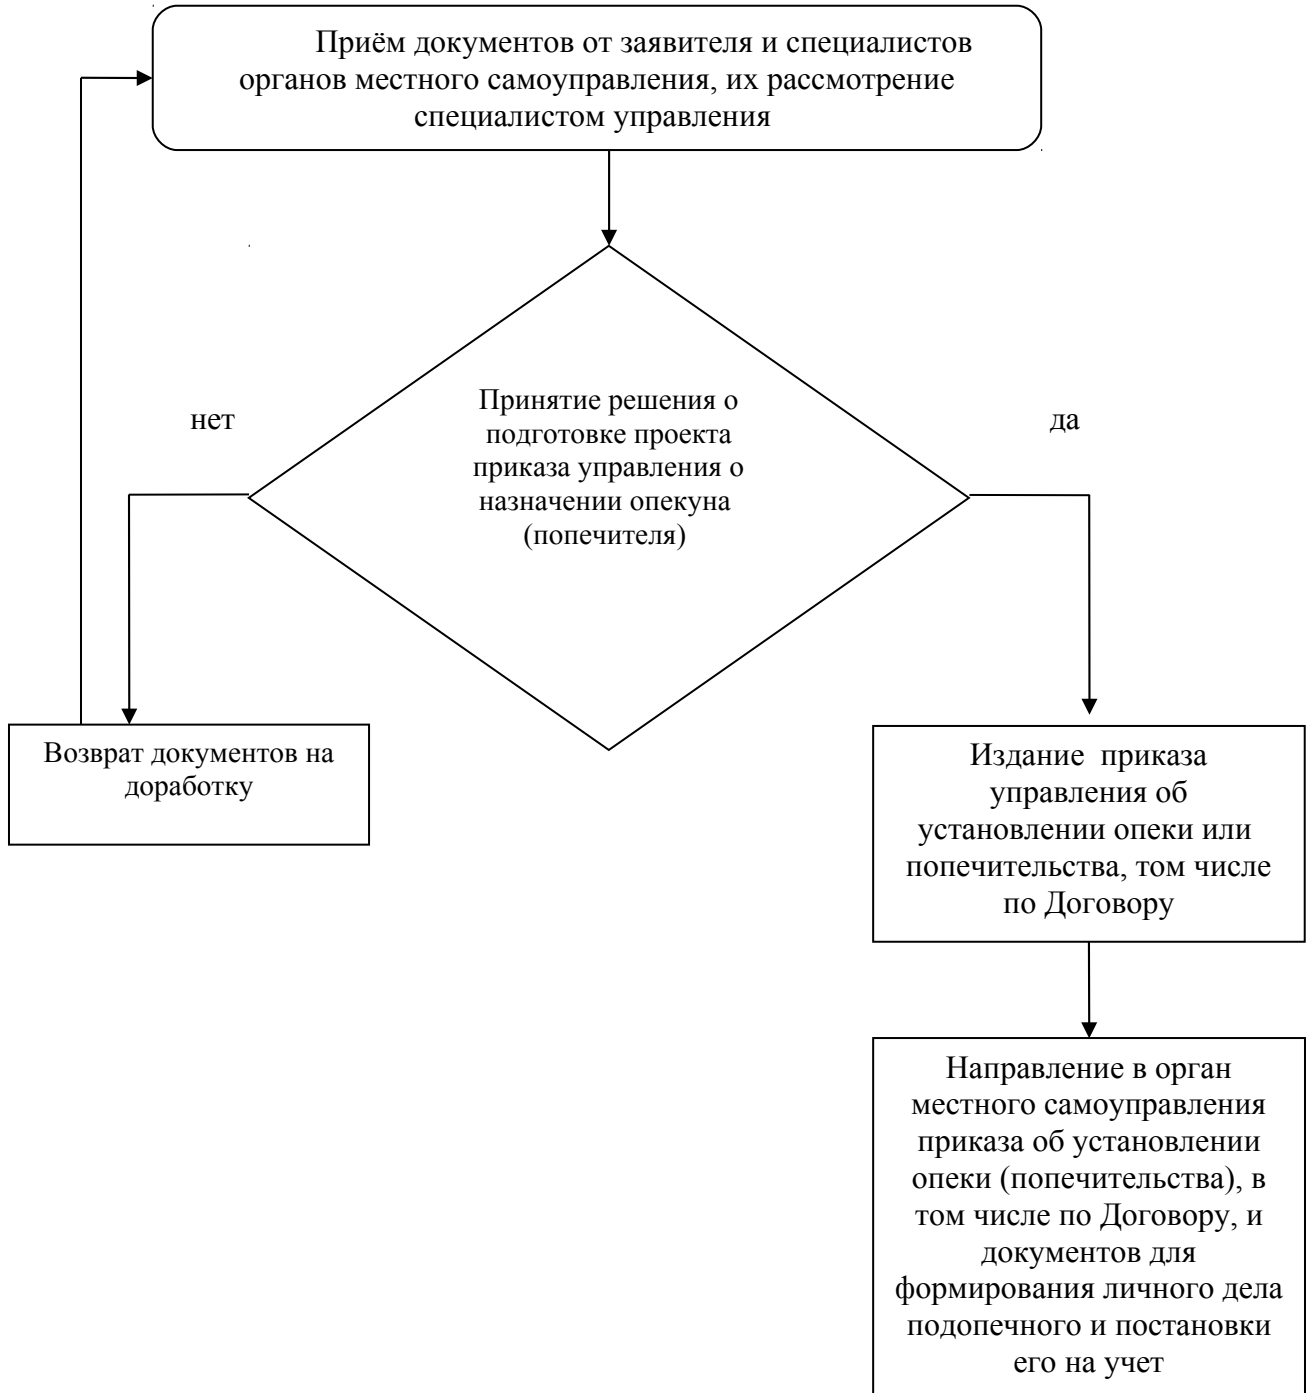 Приём документов от заявителя и специалистов
органов местного самоуправления, их рассмотрение
специалистом управления
нет
Принятие решения о
подготовке проекта
приказа управления о
назначении опекуна
(попечителя)
да
Возврат документов на
доработку
Издание приказа
управления об
установлении опеки или
попечительства, том числе
по Договору
Направление в орган
местного самоуправления
приказа об установлении
опеки (попечительства), в
том числе по Договору, и
документов для
формирования личного дела
подопечного и постановки
его на учет